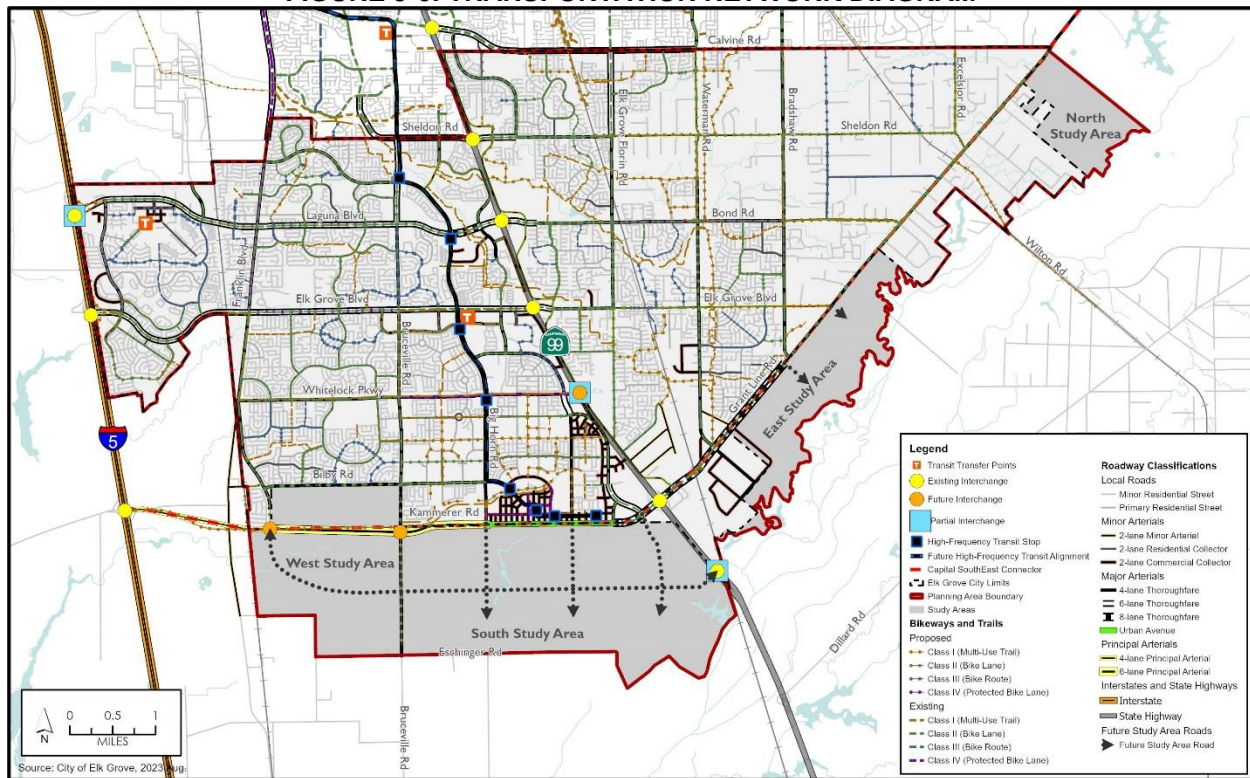 Calvine Rd
Excelsior Rd
Waterman Rd
Bradshaw Rd
Elk Grove Florin Rd
North
Study Area
Sheldon Rd
Sheldon Rd
Laguna Blvd
Bond Rd
Wilton Rd
Franklin Blvd
Elk Grove Blvd
Elk Grove Blvd
CALIFORNIA
99
Bruceville Rd
Whitelock Pkwy
Big Horn Rd
Grant Line Rd
East Study Area
5
Bilby Rd
Kammerer Rd
West Study Area
South Study Area
Eschinger Rd
Dillard Rd
Bruceville Rd
N
0 0.5 1
MILES
Source: City of Elk Grove, 2023 Aug.
Legend
T Transit Transfer Points
Existing Interchange
Future Interchange
Partial Interchange
High-Frequency Transit Stop
Future High-Frequency Transit Alignment
Capital SouthEast Connector
Elk Grove City Limits
Planning Area Boundary
Study Areas
Bikeways and Trails
Proposed
Class I (Multi-Use Trail)
Class II (Bike Lane)
Class III (Bike Route)
Class IV (Protected Bike Lane)
Existing
Class I (Multi-Use Trail)
Class II (Bike Lane)
Class III (Bike Route)
Class IV (Protected Bike Lane)
Roadway Classifications
Local Roads
Minor Residential Street
Primary Residential Street
Minor Arterials
2-lane Minor Arterial
2-lane Residential Collector
2-lane Commercial Collector
Major Arterials
4-lane Thoroughfare
6-lane Thoroughfare
8-lane Thoroughfare
Urban Avenue
Principal Arterials
4-lane Principal Arterial
6-lane Principal Arterial
Interstates and State Highways
Interstate
State Highway
Future Study Area Roads
Future Study Area Road